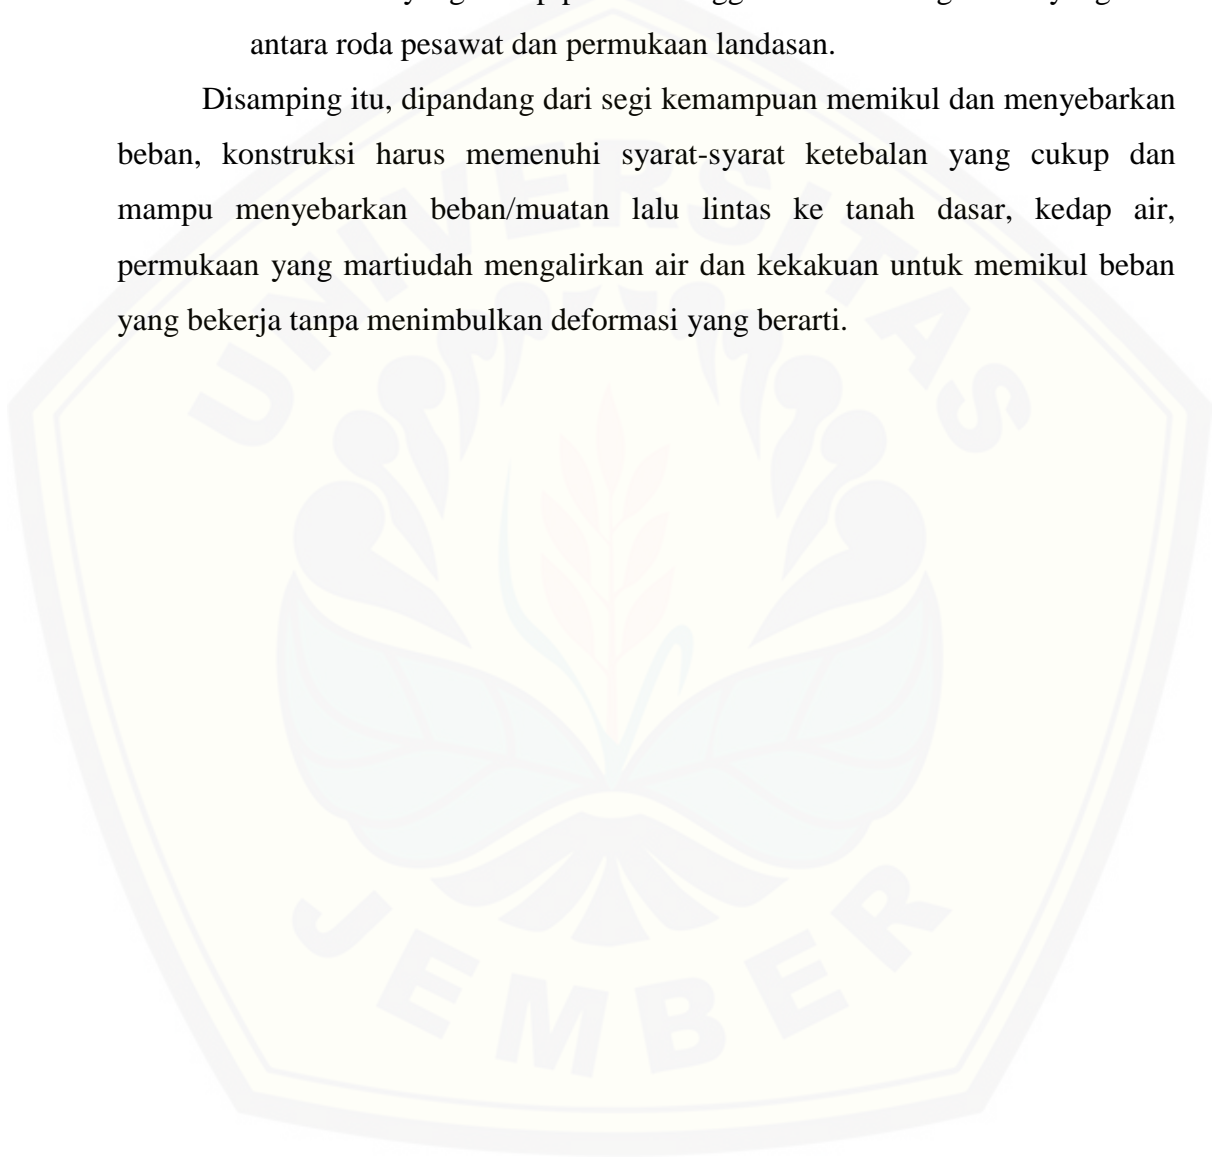 antara roda pesawat dan permukaan landasan.
Disamping itu, dipandang dari segi kemampuan memikul dan menyebarkan
beban, konstruksi harus memenuhi syarat-syarat ketebalan yang cukup dan
mampu menyebarkan beban/muatan lalu lintas ke tanah dasar, kedap air,
permukaan yang martiudah mengalirkan air dan kekakuan untuk memikul beban
yang bekerja tanpa menimbulkan deformasi yang berarti.
UNIVERSITAS
JEMBER